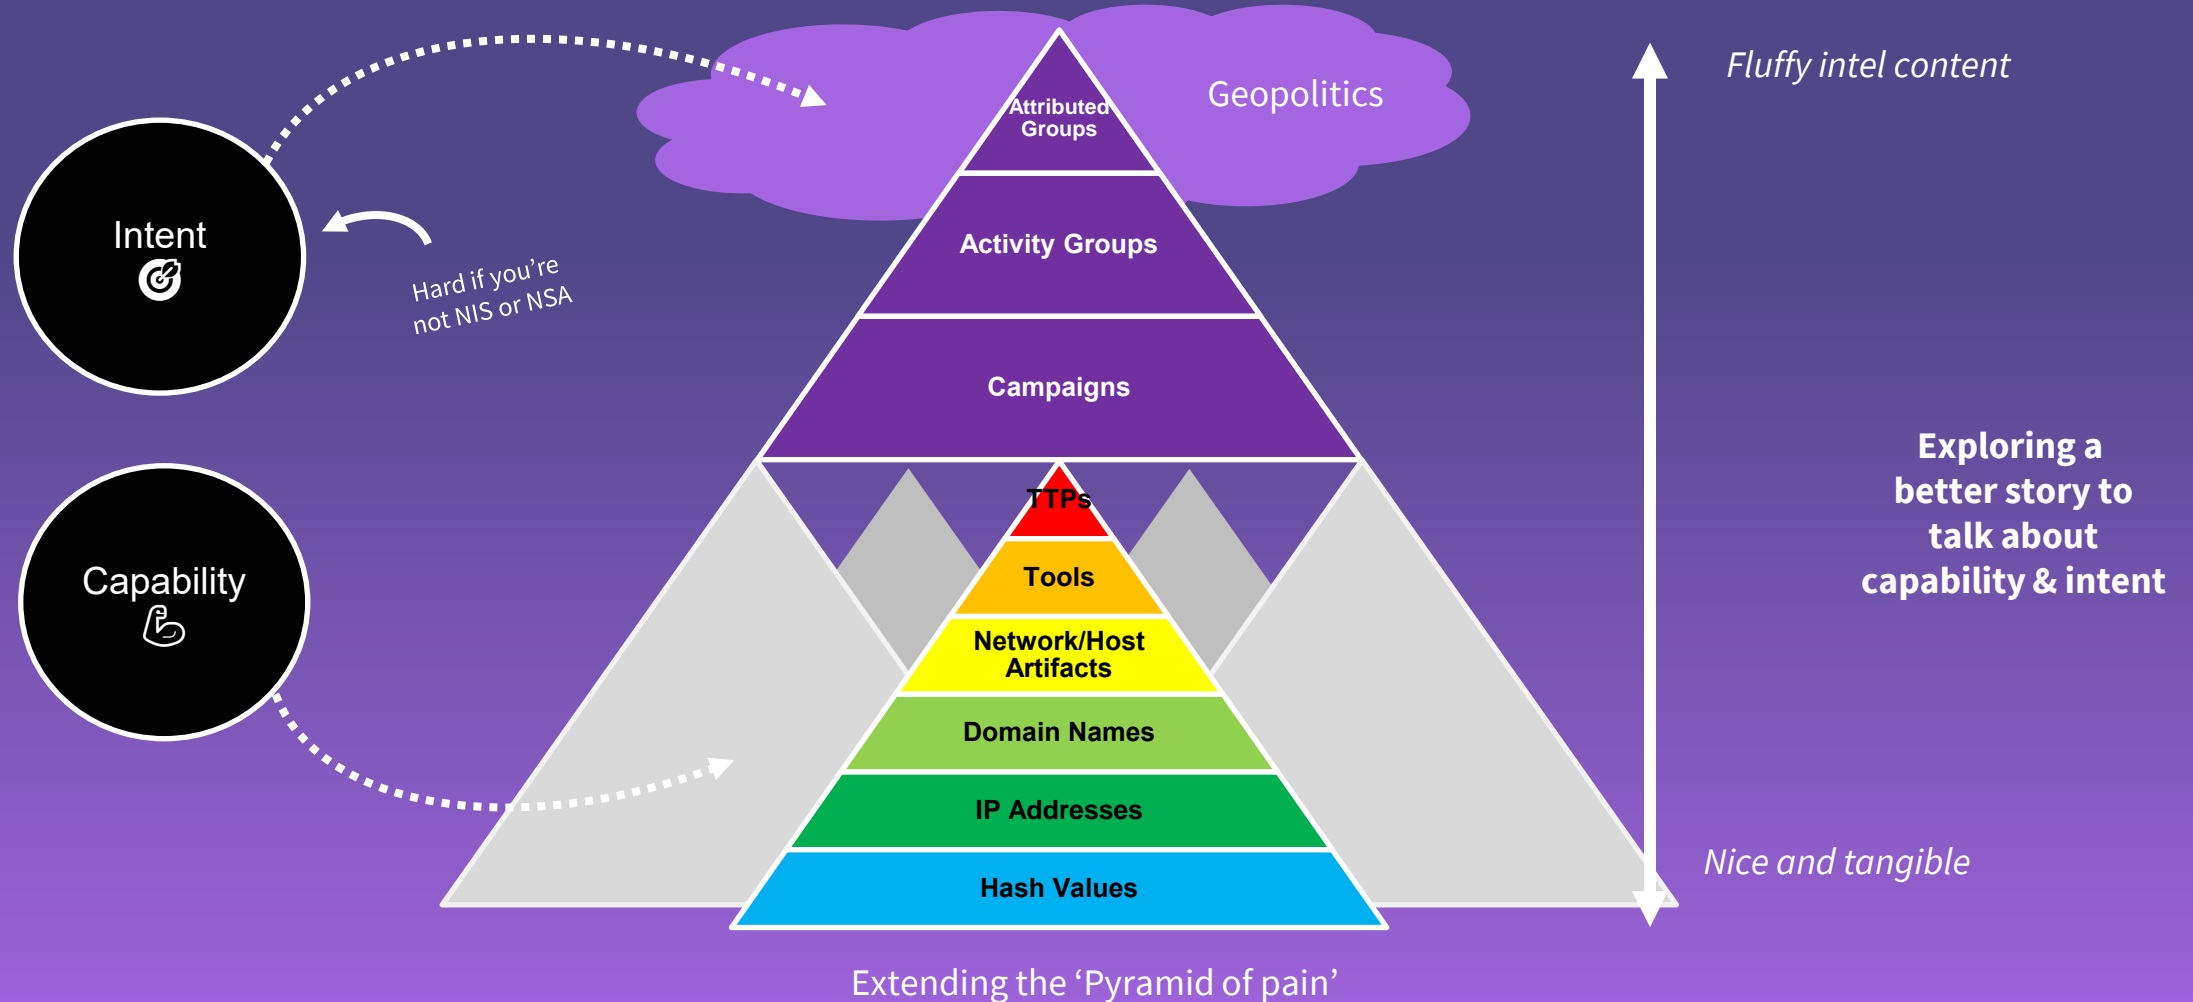 Fluffy intel content
Geopolitics
Attributed
Groups
Intent
Activity Groups
Hard if you're
not NIS or NSA
Campaigns
Exploring a
better story to
talk about
capability & intent
TTPs
Capability
Tools
Network/Host
Artifacts
Domain Names
IP Addresses
Nice and tangible
Hash Values
Extending the ‘Pyramid of pain’